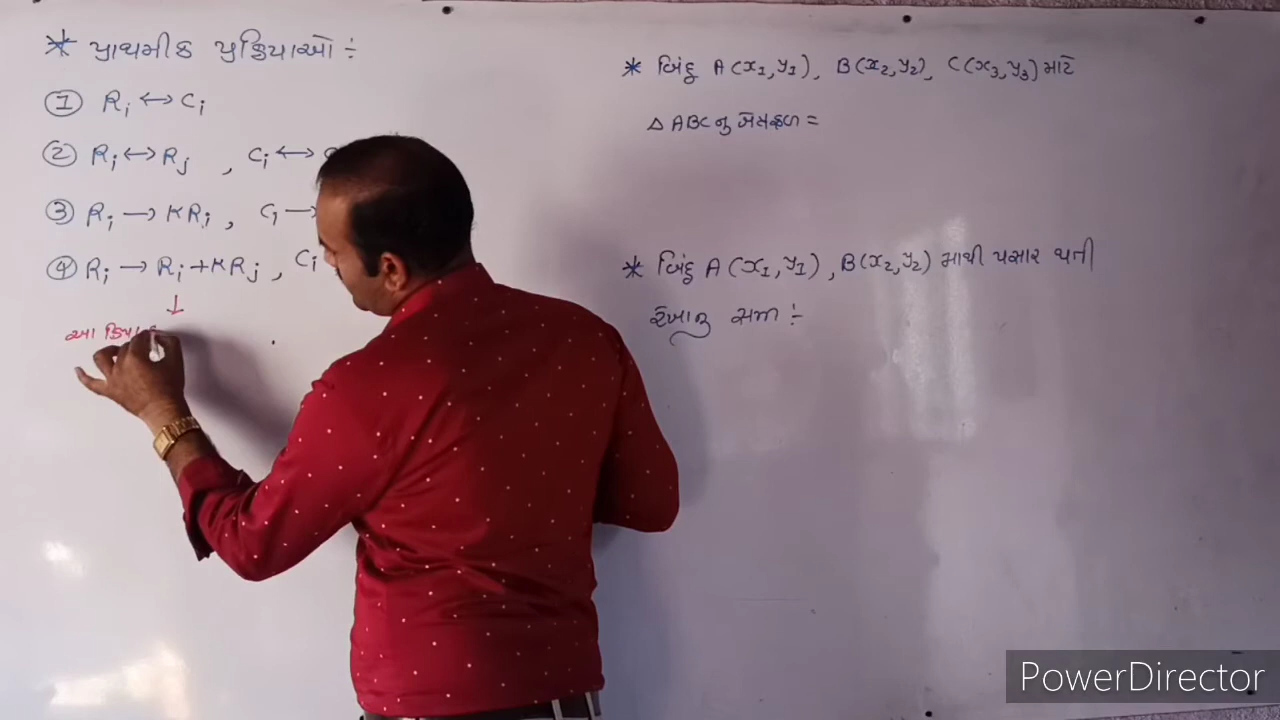 * પ્રાથમીક પ્રક્રિયાઓ ÷
① Rᵢ ↔ Cᵢ
② Rᵢ ↔ Rⱼ , Cᵢ ↔
③ Rᵢ → KRᵢ , Cᵢ →
④ Rᵢ → Rᵢ + KRⱼ , Cᵢ
↓
આ ક્રિયા
* બિંદુ A(x₁,y₁), B(x₂,y₂), C(x₃,y₃) માટે
△ ABC નુ ક્ષેત્રફળ =
* બિંદુ A(x₁,y₁), B(x₂,y₂) માથી પસાર થતી
રેખાનુ સમી ÷
PowerDirector